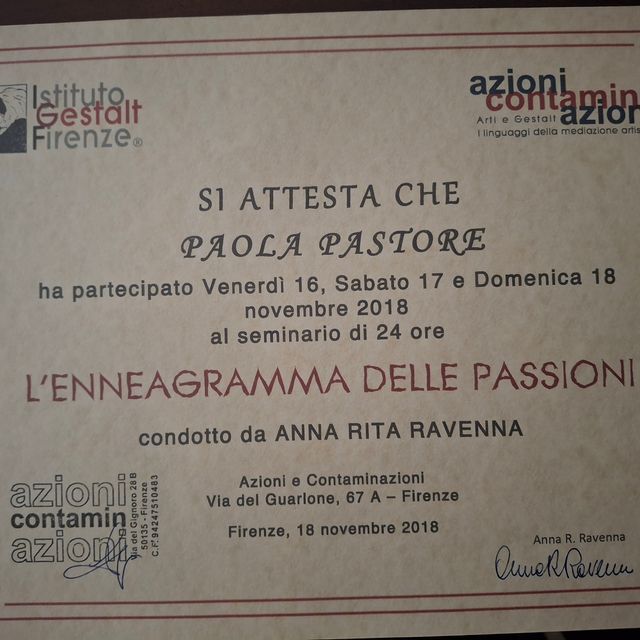 Istituto
Gestalt
Firenze®
azioni
contamin
azioni
Arti e Gestalt
I linguaggi della mediazione
SI ATTESTA CHE
PAOLA PASTORE
ha partecipato Venerdì 16, Sabato 17 e Domenica 18
novembre 2018
al seminario di 24 ore
L'ENNEAGRAMMA DELLE PASSIONI
condotto da ANNA RITA RAVENNA
azioni
contamin
azioni
via del Gignoro 28 B
50135 - Firenze
C.F. 94247510483
Azioni e Contaminazioni
Via del Guarlone, 67 A – Firenze
Firenze, 18 novembre 2018
Anna R. Ravenna
Anna R Ravenna